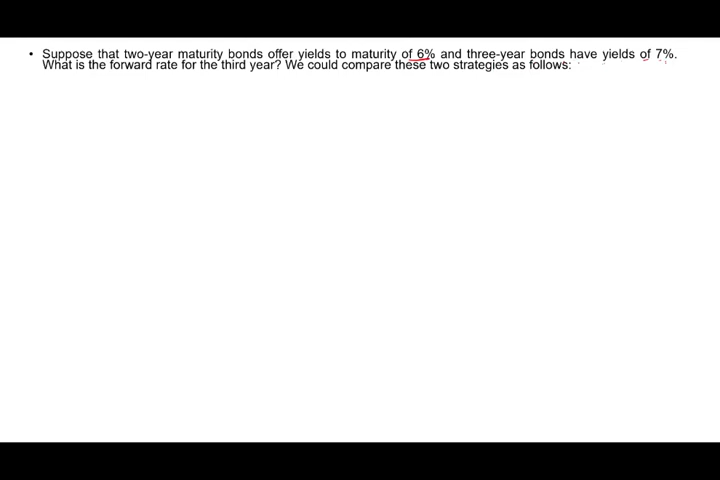 • Suppose that two-year maturity bonds offer yields to maturity of 6% and three-year bonds have yields of 7%.
What is the forward rate for the third year? We could compare these two strategies as follows: